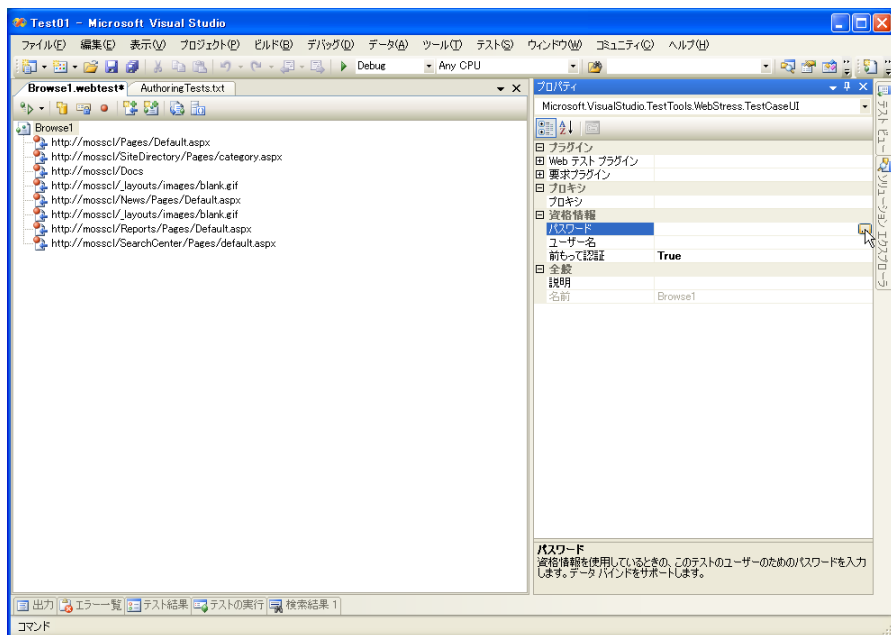 Test01 - Microsoft Visual Studio
ファイル(F) 編集(E) 表示(V) プロジェクト(P) ビルド(B) デバッグ(D) データ(A) ツール(T) テスト(S) ウィンドウ(W) コミュニティ(C) ヘルプ(H)
Debug Any CPU
Browse1.webtest* AuthoringTests.txt
Browse1
http://mosscl/Pages/Default.aspx
http://mosscl/SiteDirectory/Pages/category.aspx
http://mosscl/Docs
http://mosscl/_layouts/images/blank.gif
http://mosscl/News/Pages/Default.aspx
http://mosscl/_layouts/images/blank.gif
http://mosscl/Reports/Pages/Default.aspx
http://mosscl/SearchCenter/Pages/default.aspx
プロパティ
Microsoft.VisualStudio.TestTools.WebStress.TestCaseUI
プラグイン
Web テスト プラグイン
要求プラグイン
プロキシ
プロキシ
資格情報
パスワード
ユーザー名
前もって認証 True
全般
説明
名前 Browse1
パスワード
資格情報を使用しているときの、このテストのユーザーのためのパスワードを入力
します。データ バインドをサポートします。
テスト ビュー
ソリューション エクスプローラ
出力 エラー一覧 テスト結果 テストの実行 検索結果 1
コマンド